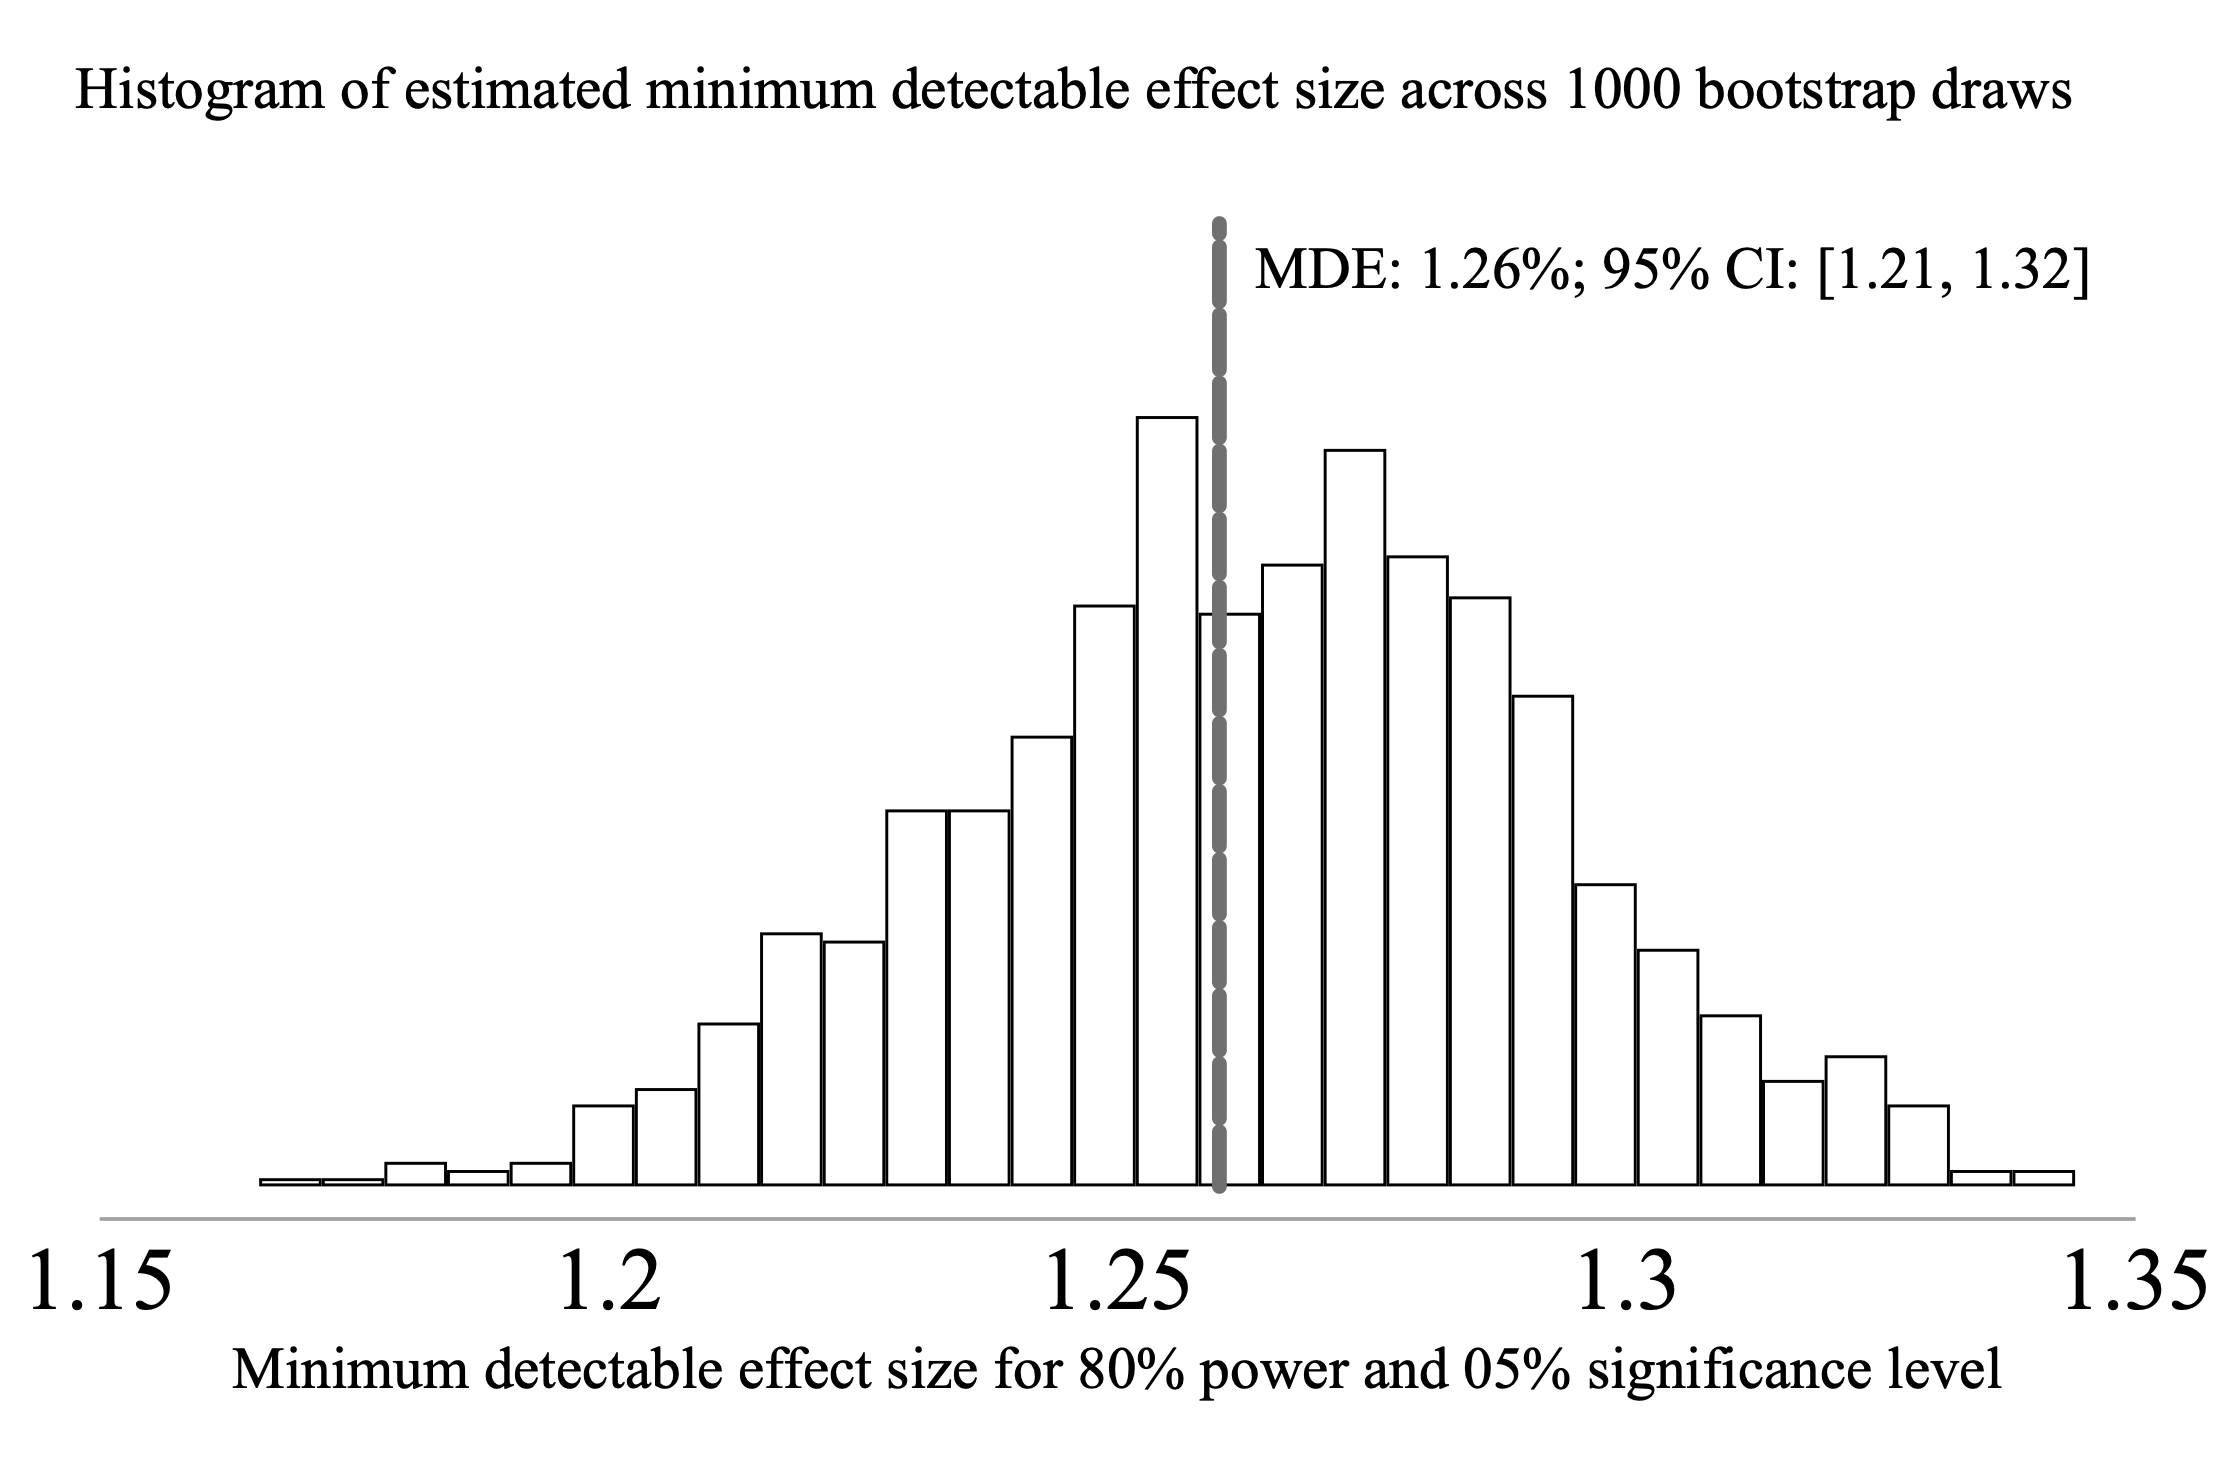 Histogram of estimated minimum detectable effect size across 1000 bootstrap draws
MDE: 1.26%; 95% CI: [1.21, 1.32]
1.15 1.2 1.25 1.3 1.35
Minimum detectable effect size for 80% power and 05% significance level